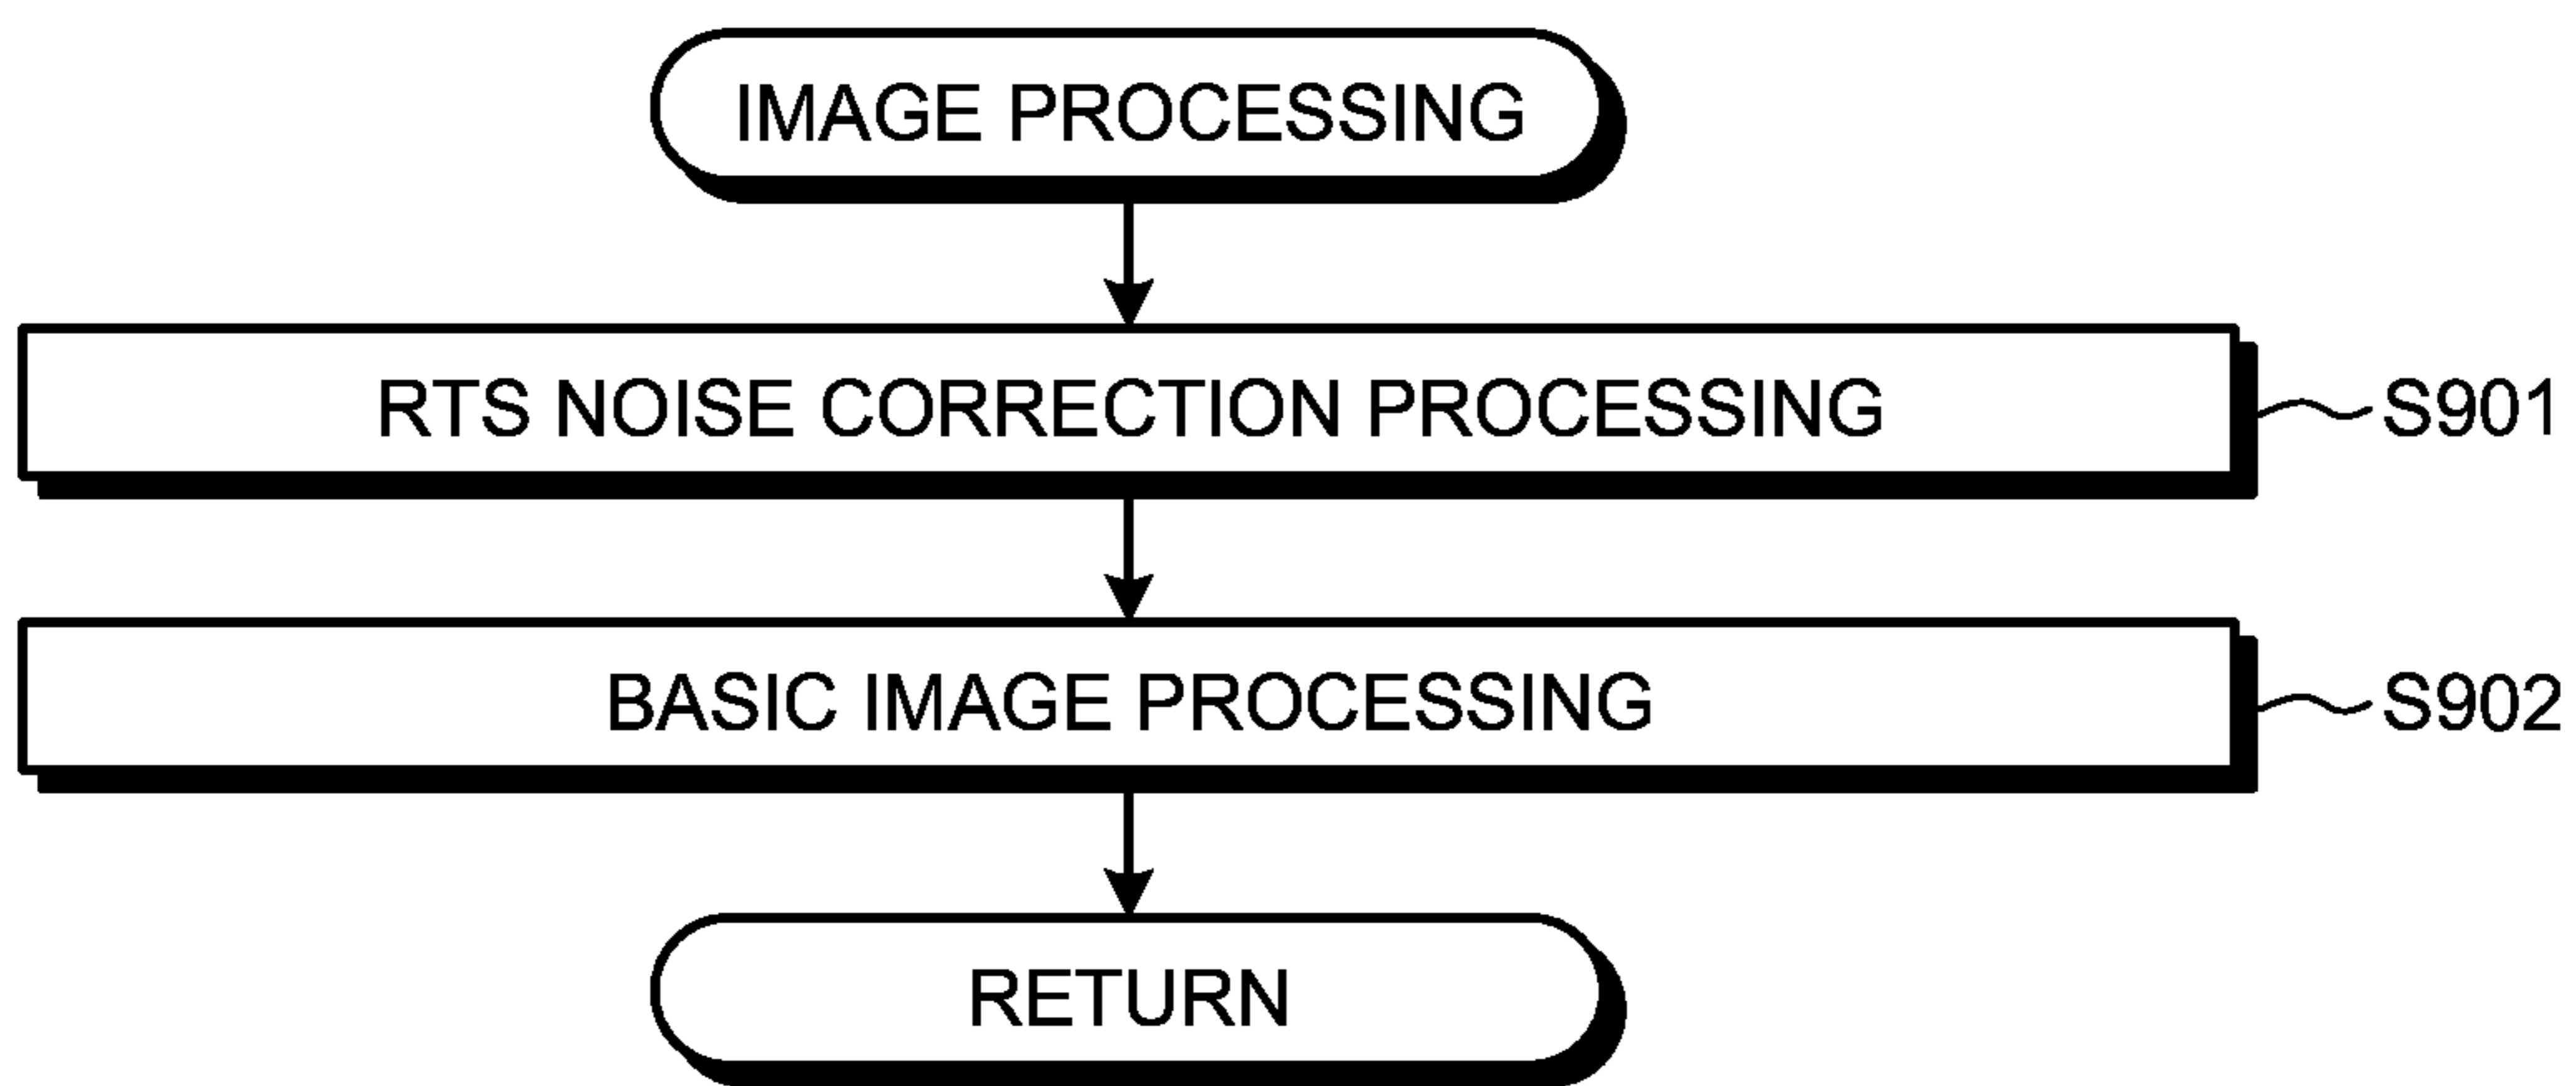 IMAGE PROCESSING
RTS NOISE CORRECTION PROCESSING S901
BASIC IMAGE PROCESSING S902
RETURN